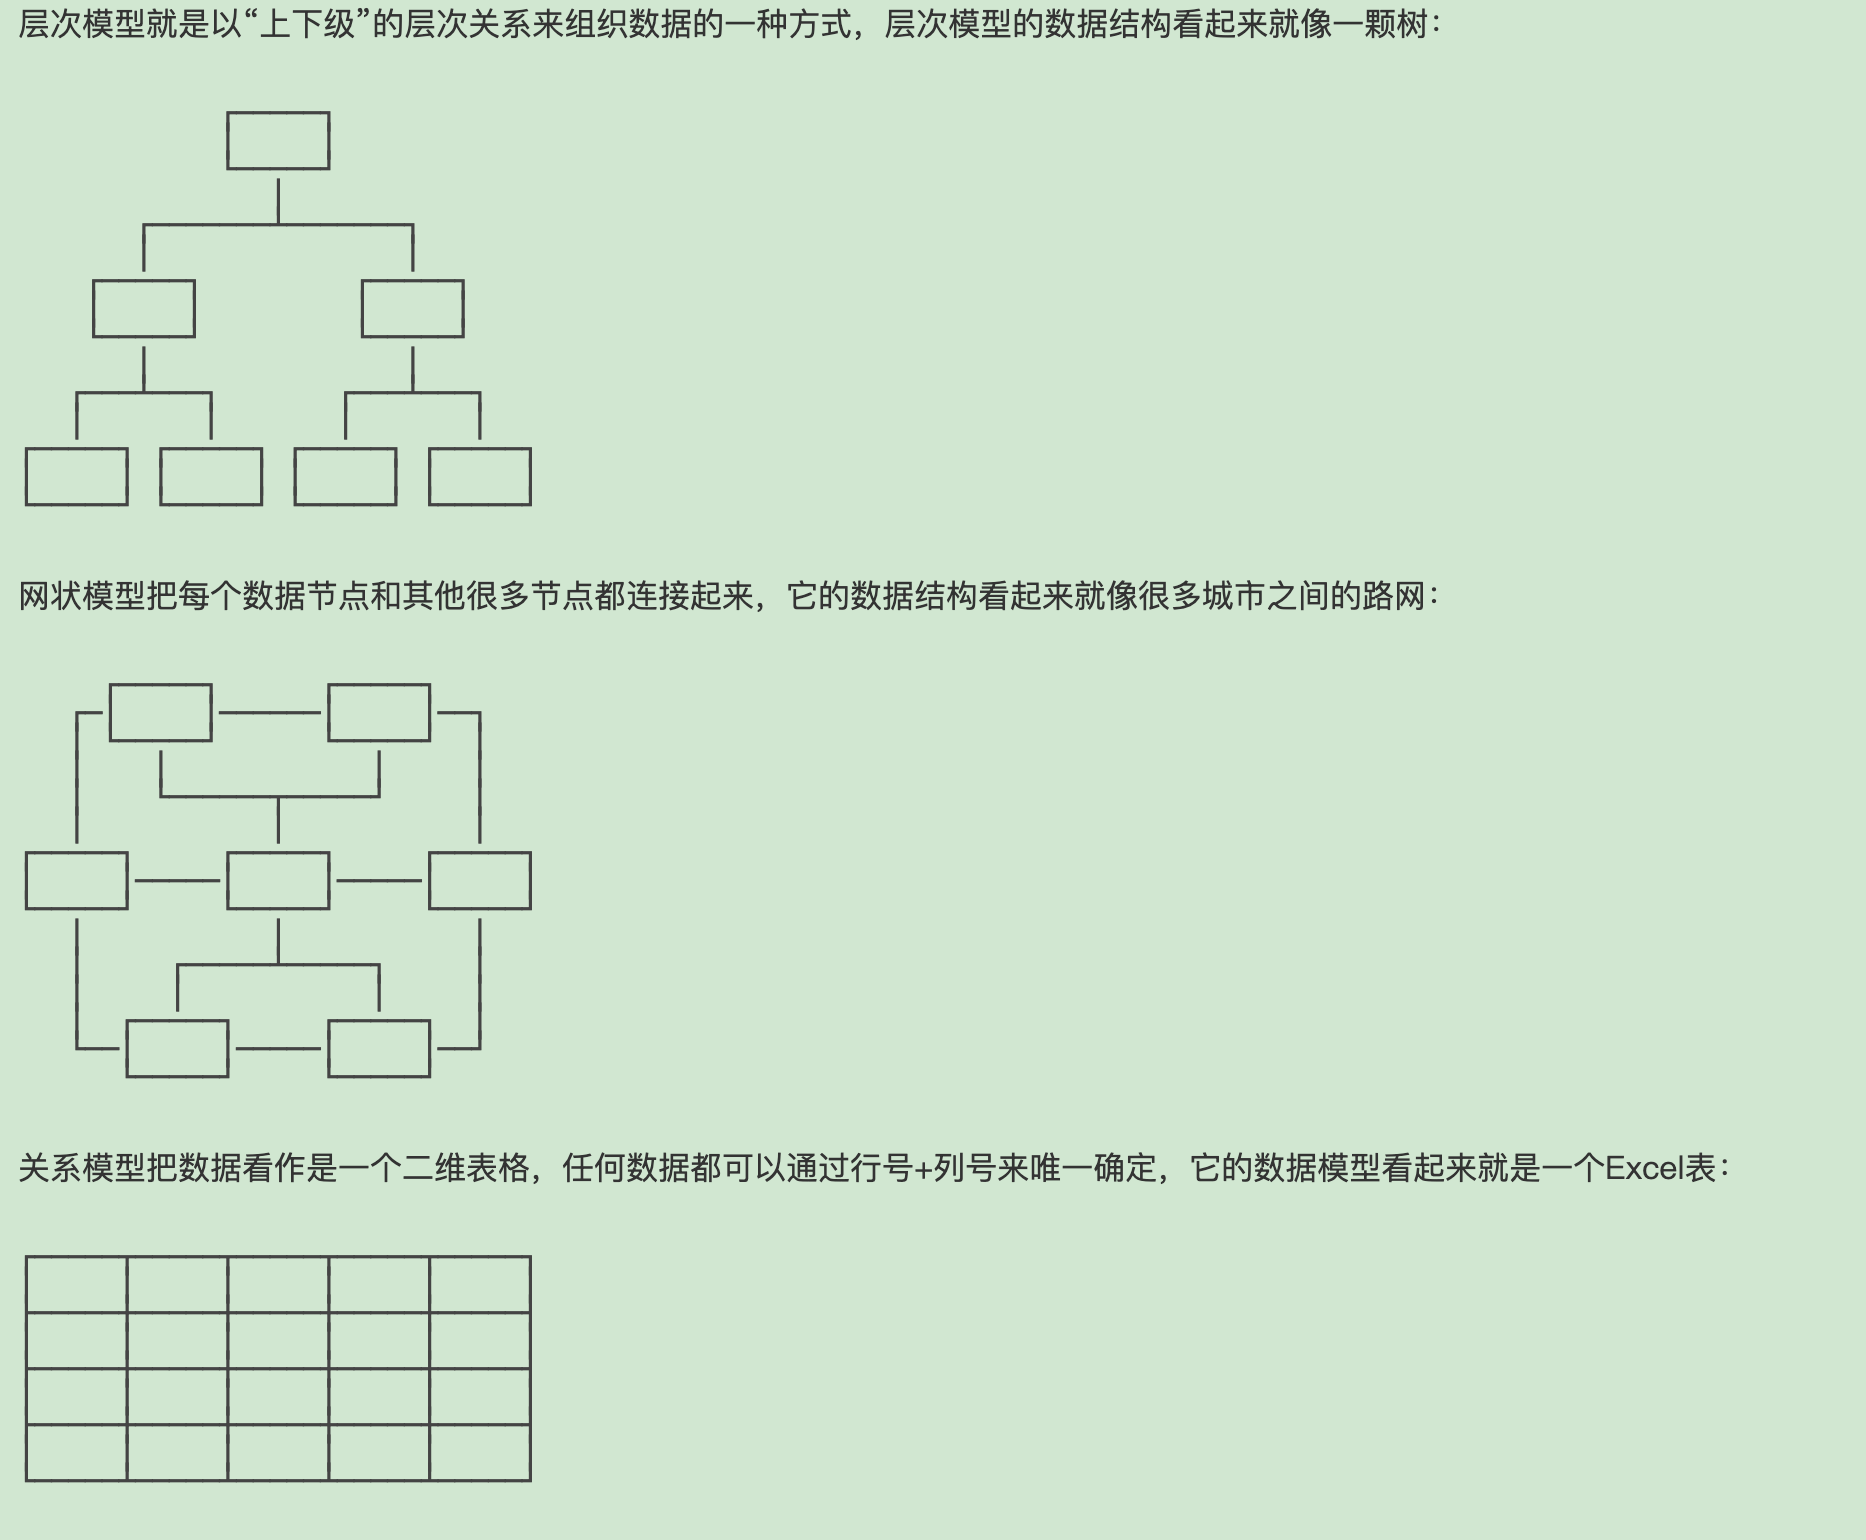 层次模型就是以“上下级”的层次关系来组织数据的一种方式，层次模型的数据结构看起来就像一颗树：
网状模型把每个数据节点和其他很多节点都连接起来，它的数据结构看起来就像很多城市之间的路网：
关系模型把数据看作是一个二维表格，任何数据都可以通过行号+列号来唯一确定，它的数据模型看起来就是一个Excel表：